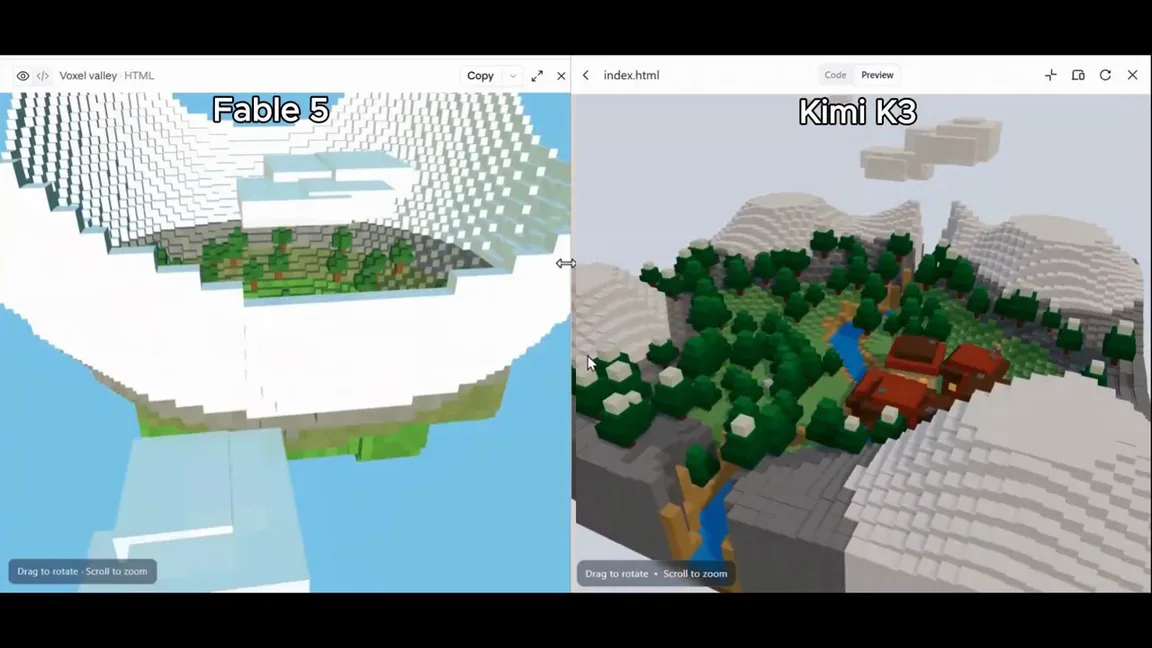 Voxel valley · HTML
Copy
index.html
Code
Preview
Fable 5
Kimi K3
Drag to rotate · Scroll to zoom
Drag to rotate • Scroll to zoom